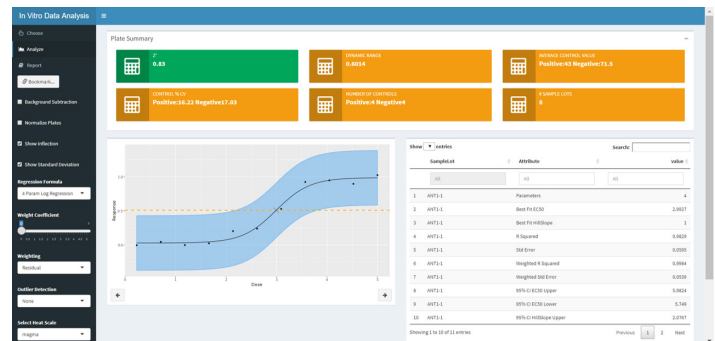 In Vitro Data Analysis
Choose
Analyze
Report
Bookmark...
Background Subtraction
Normalize Plates
Show Inflection
Show Standard Deviation
Regression Formula
4 Param Log Regression
Weight Coefficient
Weighting
Residual
Outlier Detection
None
Select Heat Scale
magma
Plate Summary
Z'
0.83
DYNAMIC RANGE
0.8014
AVERAGE CONTROL VALUE
Positive:43 Negative:71.5
CONTROL % CV
Positive:16.23 Negative17.03
NUMBER OF CONTROLS
Positive:4 Negative4
# SAMPLE LOTS
6
Response
0 1 2 3 4 5
Dose
Show entries
Search:
SampleLot Attribute value
All All All
1 ANT1-1 Parameters 4
2 ANT1-1 Best Fit EC50 2.9927
3 ANT1-1 Best Fit HillSlope 1
4 ANT1-1 R Squared 0.9829
5 ANT1-1 Std Error
6 ANT1-1 Weighted R Squared 0.9984
7 ANT1-1 Weighted Std Error 0.0539
8 ANT1-1 95% CI EC50 Upper
9 ANT1-1 95% CI EC50 Lower
10 ANT1-1 95% CI HillSlope Upper 2.0767
Showing 1 to 10 of 11 entries
Previous 1 2 Next